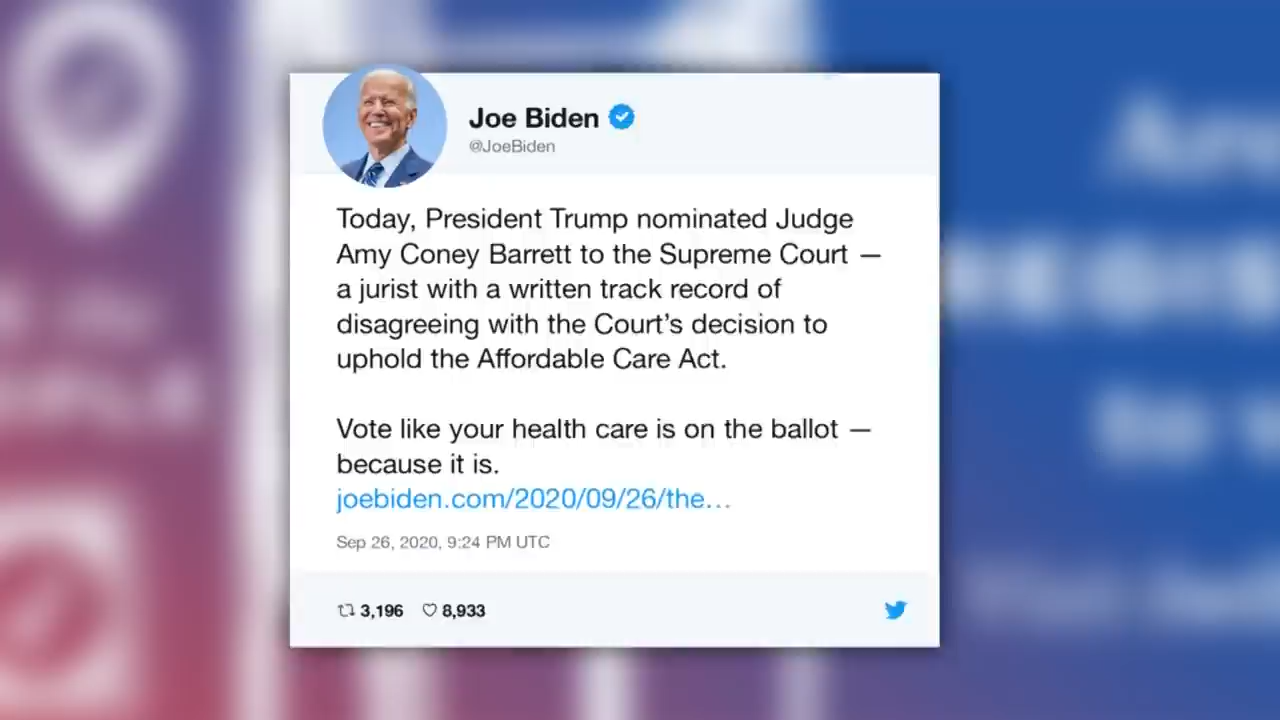 Joe Biden
@JoeBiden
Today, President Trump nominated Judge
Amy Coney Barrett to the Supreme Court —
a jurist with a written track record of
disagreeing with the Court's decision to
uphold the Affordable Care Act.
Vote like your health care is on the ballot —
because it is.
joebiden.com/2020/09/26/the…
Sep 26, 2020, 9:24 PM UTC
3,196 8,933